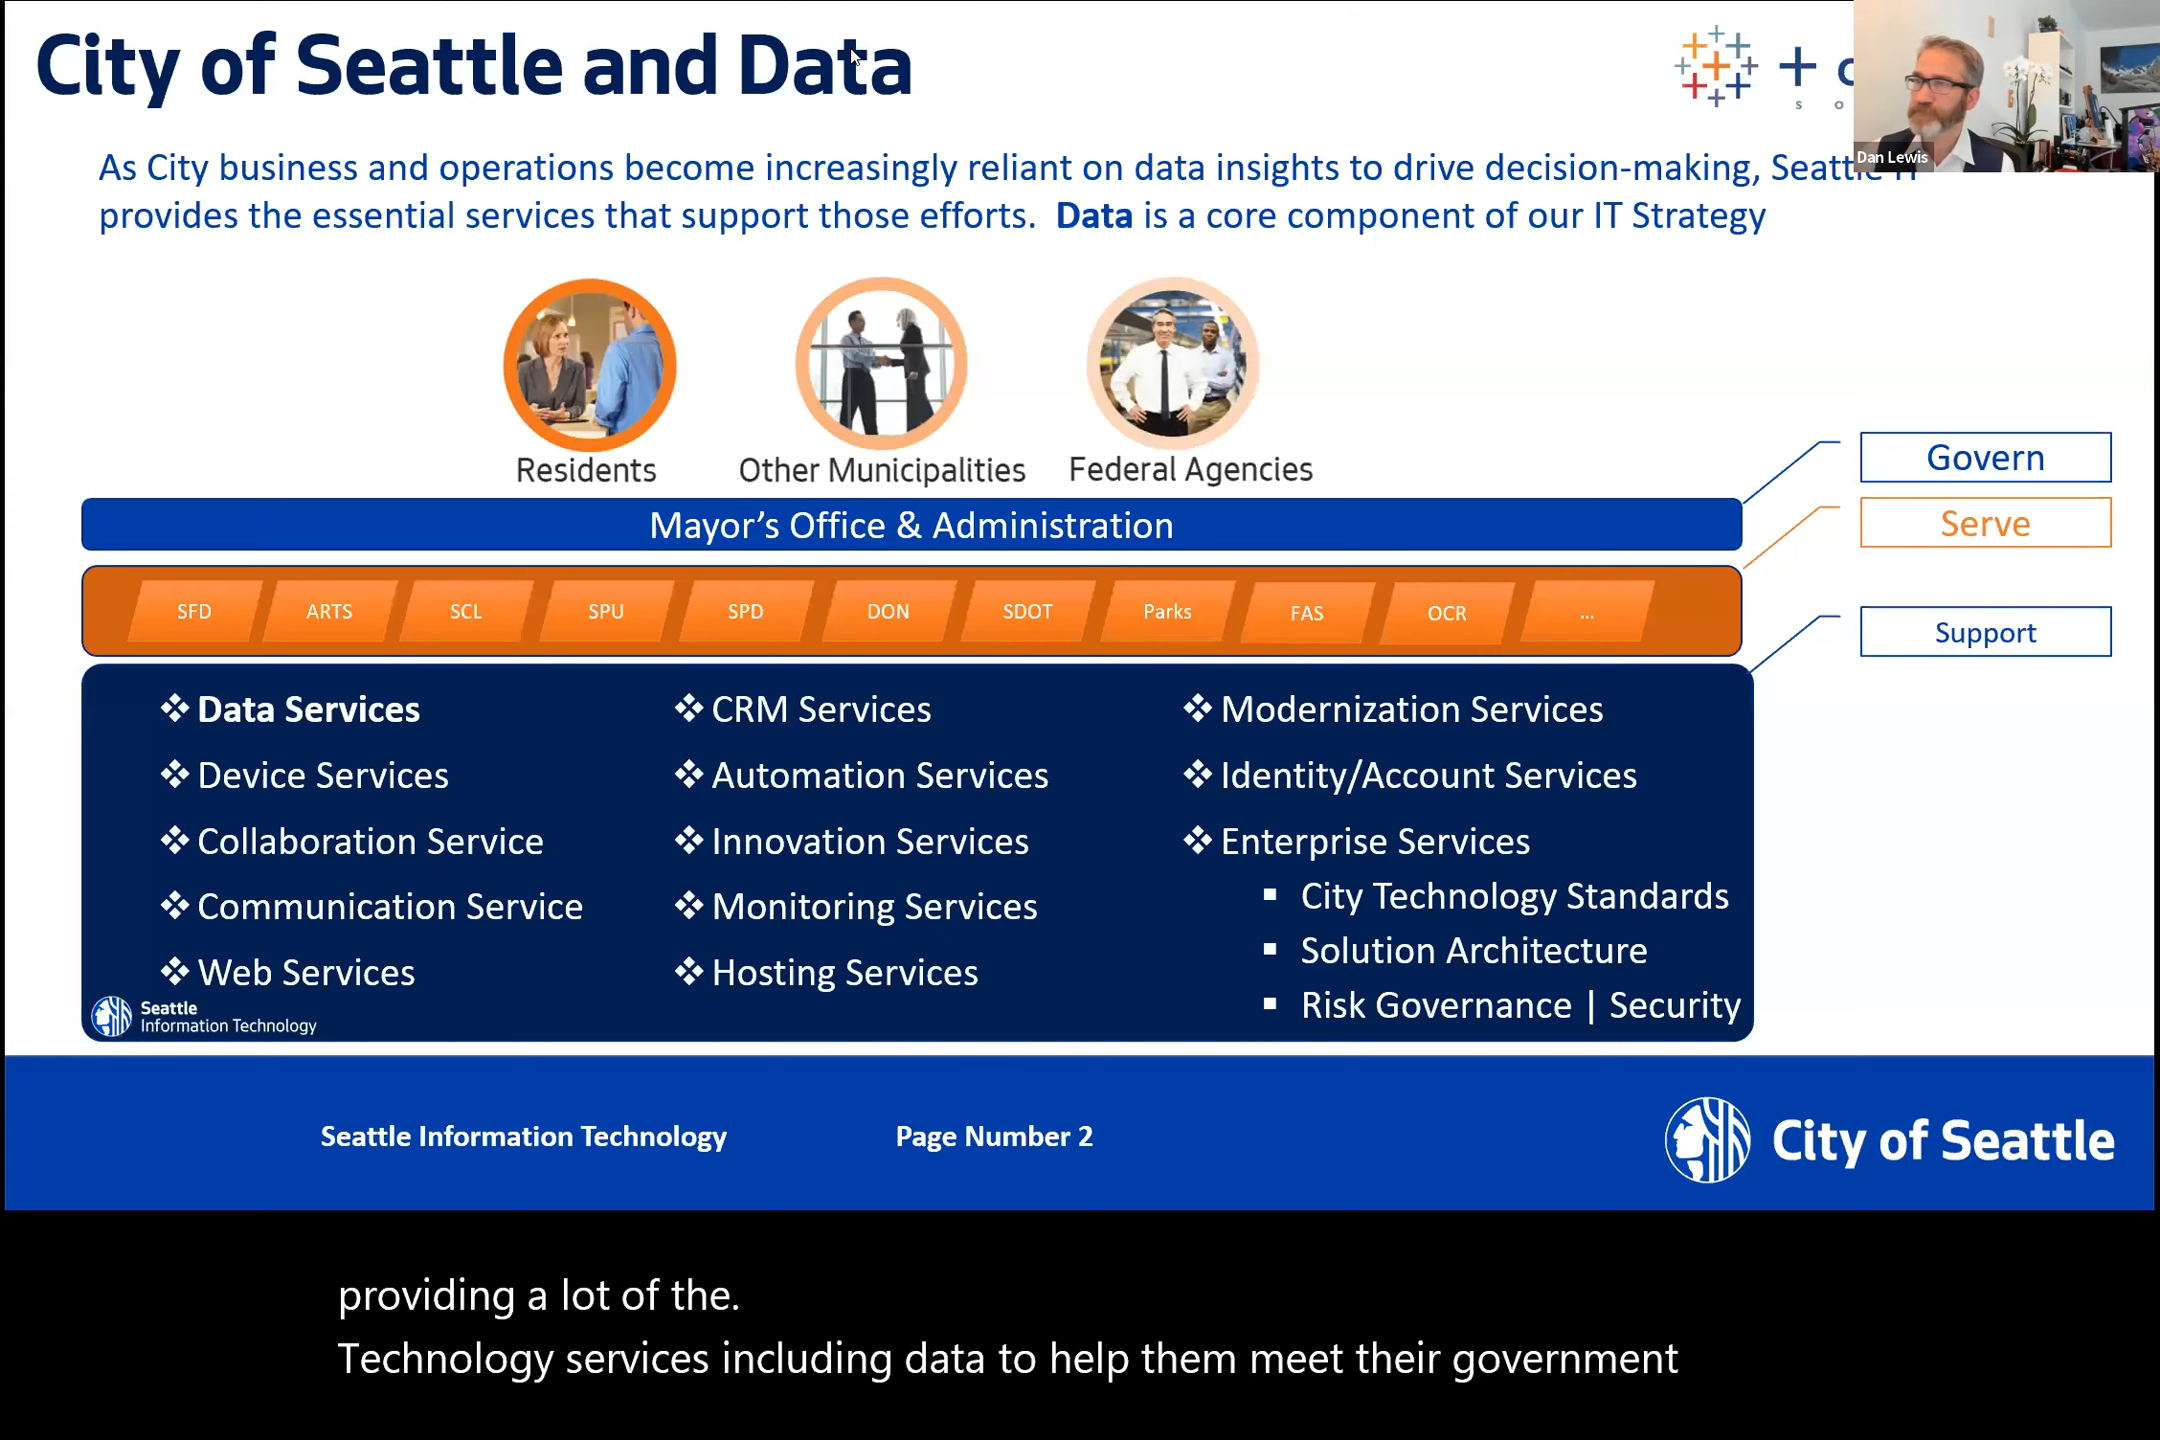 City of Seattle and Data
Dan Lewis
As City business and operations become increasingly reliant on data insights to drive decision-making, Seattle IT
provides the essential services that support those efforts. Data is a core component of our IT Strategy
Residents
Other Municipalities
Federal Agencies
Mayor's Office & Administration
Govern
Serve
Support
SFD
ARTS
SCL
SPU
SPD
DON
SDOT
Parks
FAS
OCR
...
❖ Data Services
❖ Device Services
❖ Collaboration Service
❖ Communication Service
❖ Web Services
❖ CRM Services
❖ Automation Services
❖ Innovation Services
❖ Monitoring Services
❖ Hosting Services
❖ Modernization Services
❖ Identity/Account Services
❖ Enterprise Services
▪ City Technology Standards
▪ Solution Architecture
▪ Risk Governance | Security
Seattle
Information Technology
Seattle Information Technology
Page Number 2
City of Seattle
providing a lot of the.
Technology services including data to help them meet their government